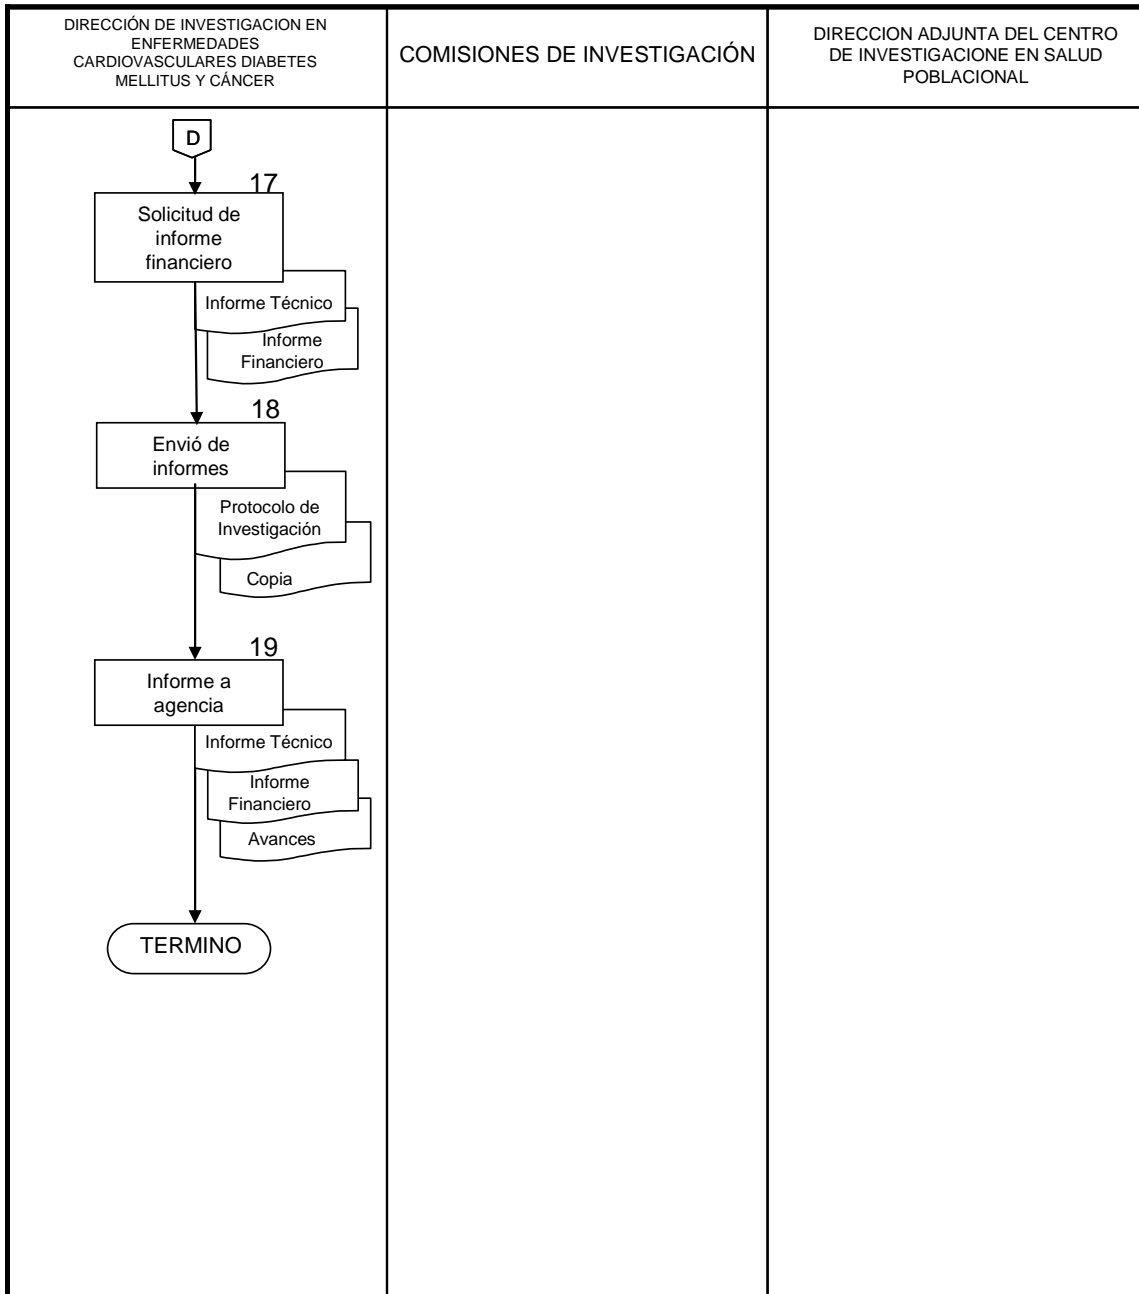 DIRECCIÓN DE INVESTIGACION EN
ENFERMEDADES
CARDIOVASCULARES DIABETES
MELLITUS Y CÁNCER
COMISIONES DE INVESTIGACIÓN
DIRECCION ADJUNTA DEL CENTRO
DE INVESTIGACIONE EN SALUD
POBLACIONAL
D
17
Solicitud de
informe
financiero
Informe Técnico
Informe
Financiero
18
Envió de
informes
Protocolo de
Investigación
Copia
19
Informe a
agencia
Informe Técnico
Informe
Financiero
Avances
TERMINO